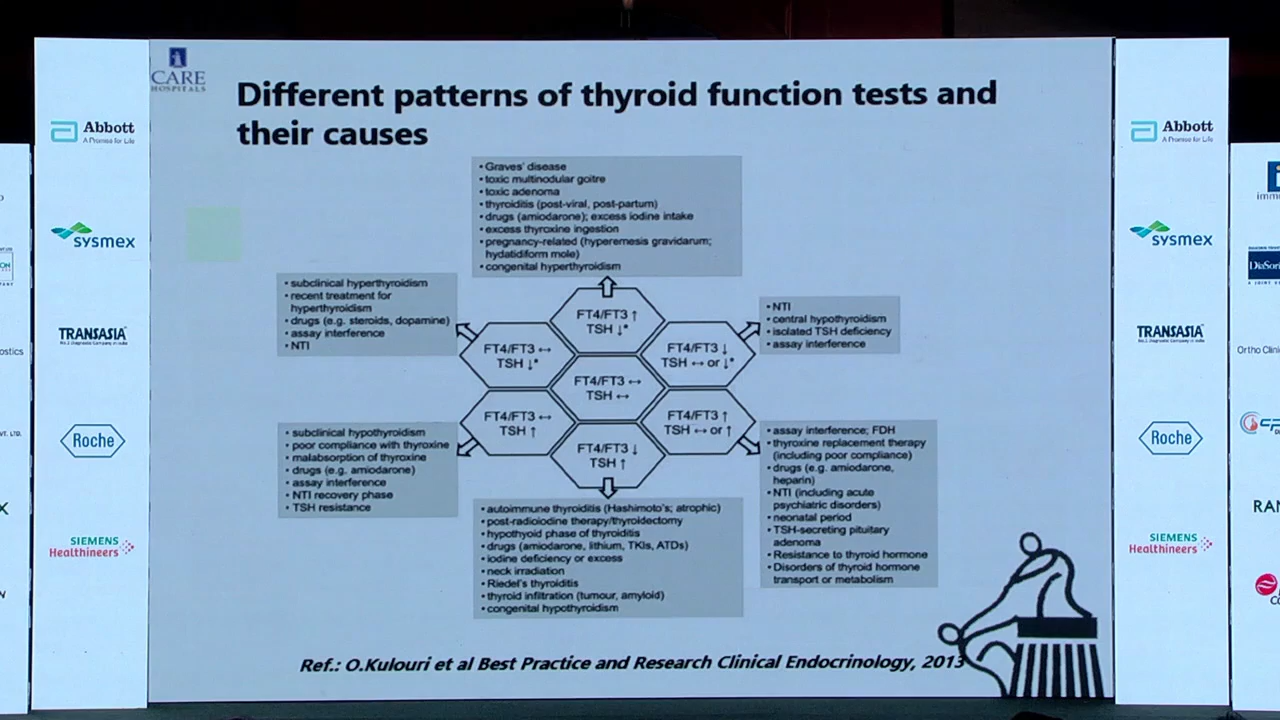 CARE
HOSPITALS
Different patterns of thyroid function tests and
their causes
• Graves' disease
• toxic multinodular goitre
• toxic adenoma
• thyroiditis (post-viral, post-partum)
• drugs (amiodarone); excess iodine intake
• excess thyroxine ingestion
• pregnancy-related (hyperemesis gravidarum;
hydatidiform mole)
• congenital hyperthyroidism
• subclinical hyperthyroidism
• recent treatment for
hyperthyroidism
• drugs (e.g. steroids, dopamine)
• assay interference
• NTI
• NTI
• central hypothyroidism
• isolated TSH deficiency
• assay interference
FT4/FT3 ↑
TSH ↓*
FT4/FT3 ↔
TSH ↓*
FT4/FT3 ↓
TSH ↔ or ↓*
FT4/FT3 ↔
TSH ↔
FT4/FT3 ↔
TSH ↑
FT4/FT3 ↑
TSH ↔ or ↑
FT4/FT3 ↓
TSH ↑
• subclinical hypothyroidism
• poor compliance with thyroxine
• malabsorption of thyroxine
• drugs (e.g. amiodarone)
• assay interference
• NTI recovery phase
• TSH resistance
• assay interference; FDH
• thyroxine replacement therapy
(including poor compliance)
• drugs (e.g. amiodarone,
heparin)
• NTI (including acute
psychiatric disorders)
• neonatal period
• TSH-secreting pituitary
adenoma
• Resistance to thyroid hormone
• Disorders of thyroid hormone
transport or metabolism
• autoimmune thyroiditis (Hashimoto's; atrophic)
• post-radioiodine therapy/thyroidectomy
• hypothyoid phase of thyroiditis
• drugs (amiodarone, lithium, TKIs, ATDs)
• iodine deficiency or excess
• neck irradiation
• Riedel's thyroiditis
• thyroid infiltration (tumour, amyloid)
• congenital hypothyroidism
Ref.: O.Kulouri et al Best Practice and Research Clinical Endocrinology, 2013
Abbott
A Promise for Life
sysmex
TRANSASIA
Roche
SIEMENS
Healthineers
Abbott
A Promise for Life
sysmex
TRANSASIA
Roche
SIEMENS
Healthineers
ostics
VT. LTD.
imm
DiaSor
Ortho Clini
CP
RAN